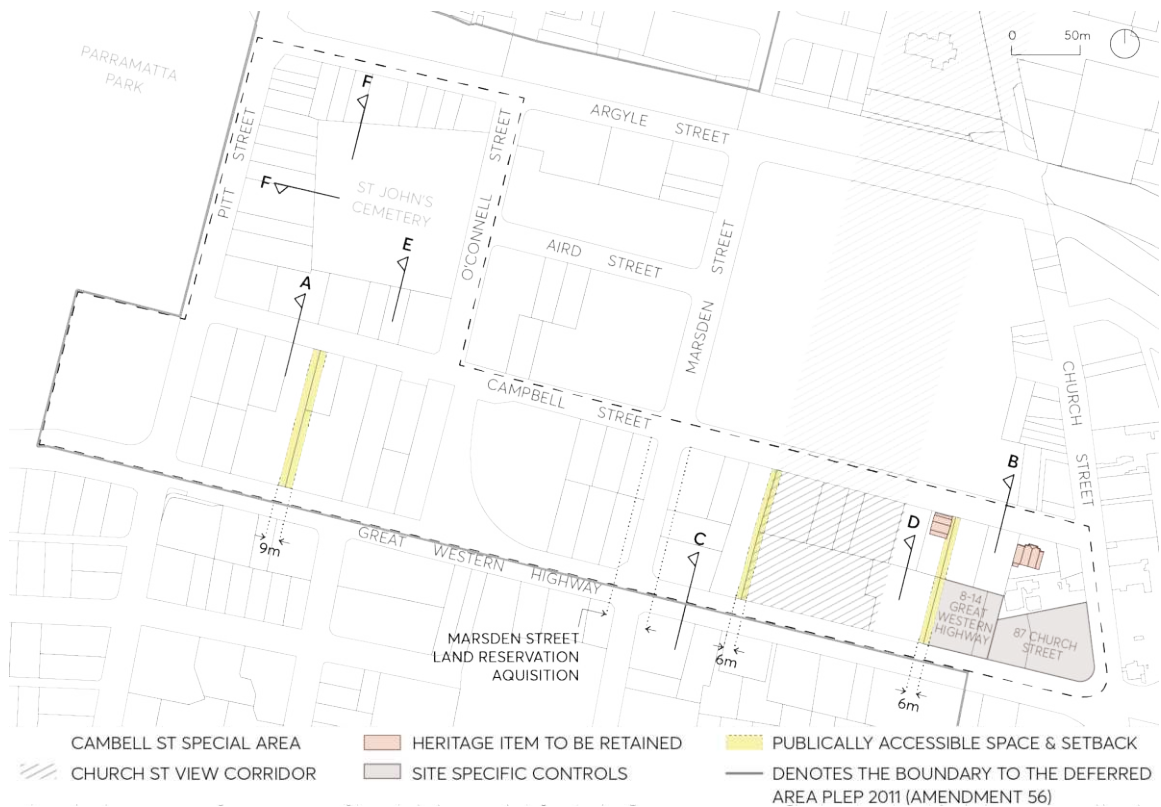 PARRAMATTA
PARK
0 50m
F
ARGYLE STREET
PITT STREET
O'CONNELL STREET
F
ST JOHN'S
CEMETERY
E
AIRD STREET
MARSDEN STREET
A
CAMPBELL STREET
CHURCH STREET
B
D
C
9m
GREAT WESTERN HIGHWAY
8-14
GREAT
WESTERN
HIGHWAY
87 CHURCH
STREET
MARSDEN STREET
LAND RESERVATION
AQUISITION
6m
6m
CAMBELL ST SPECIAL AREA
HERITAGE ITEM TO BE RETAINED
PUBLICALLY ACCESSIBLE SPACE & SETBACK
CHURCH ST VIEW CORRIDOR
SITE SPECIFIC CONTROLS
DENOTES THE BOUNDARY TO THE DEFERRED
AREA PLEP 2011 (AMENDMENT 56)